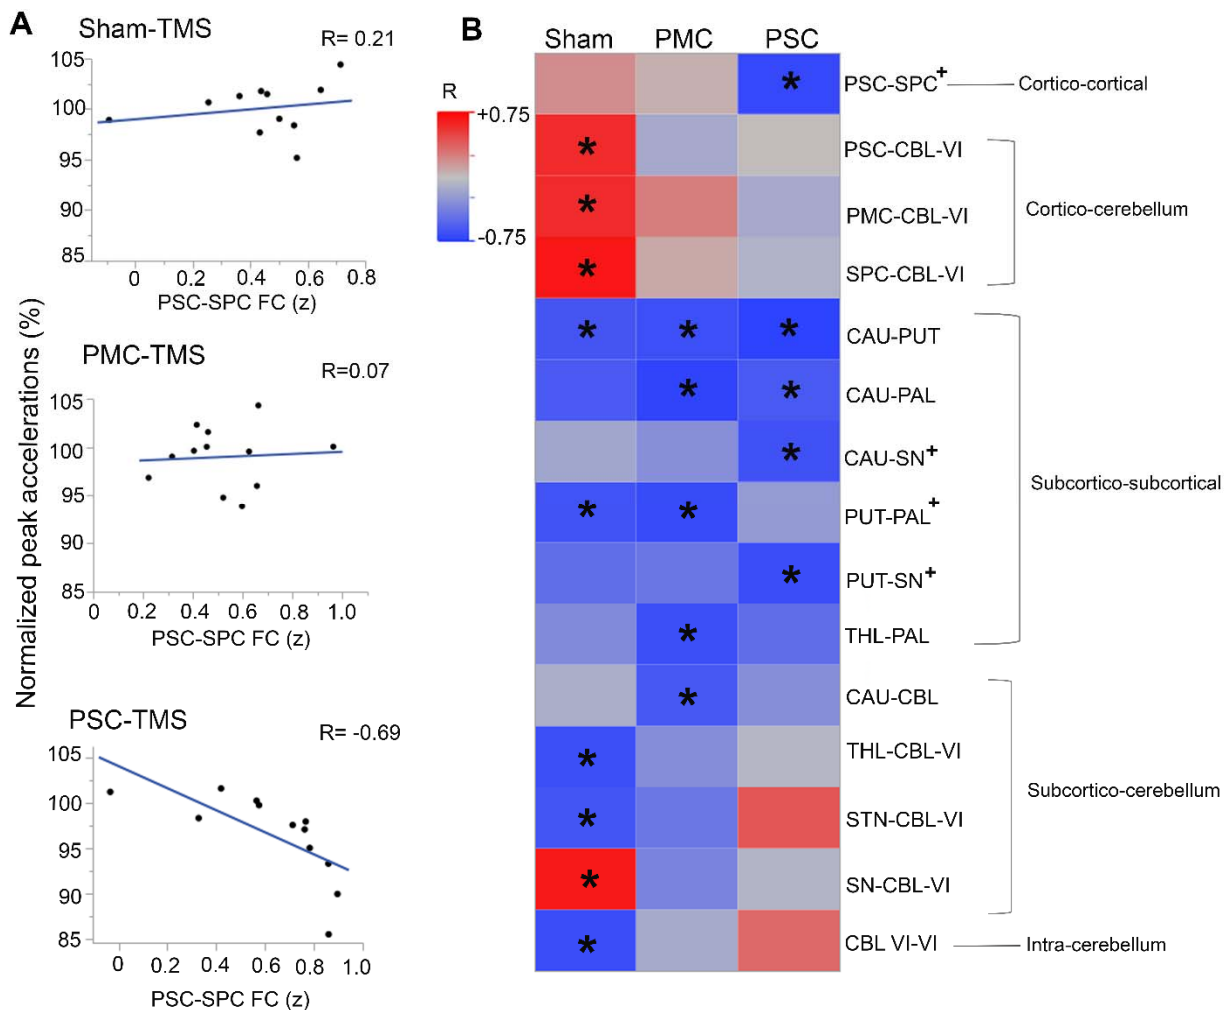 A
Sham-TMS
R= 0.21
105
100
95
90
85
0
0.2
0.4
0.6
0.8
PSC-SPC FC (z)
Normalized peak accelerations (%)
PMC-TMS
R=0.07
105
100
95
90
85
0
0.2
0.4
0.6
0.8
1.0
PSC-SPC FC (z)
PSC-TMS
R= -0.69
105
100
95
90
85
0
0.2
0.4
0.6
0.8
1.0
PSC-SPC FC (z)
B
Sham PMC PSC
R
+0.75
-0.75
* PSC-SPC+ Cortico-cortical
* PSC-CBL-VI
* PMC-CBL-VI
Cortico-cerebellum
* SPC-CBL-VI
* * * CAU-PUT
* * CAU-PAL
* CAU-SN+
Subcortico-subcortical
* * PUT-PAL+
* PUT-SN+
* THL-PAL
* CAU-CBL
* THL-CBL-VI
Subcortico-cerebellum
* STN-CBL-VI
* SN-CBL-VI
* CBL VI-VI Intra-cerebellum